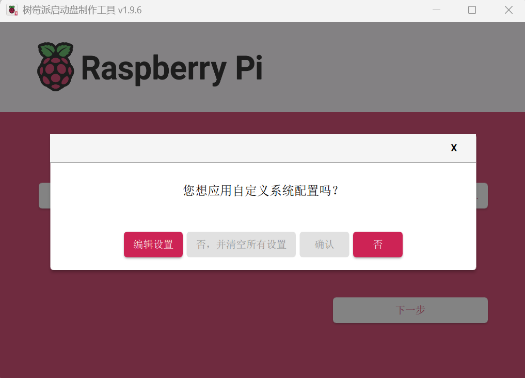 树莓派启动盘制作工具 v1.9.6
Raspberry Pi
x
您想应用自定义系统配置吗？
编辑设置
否，并清空所有设置
确认
否
下一步